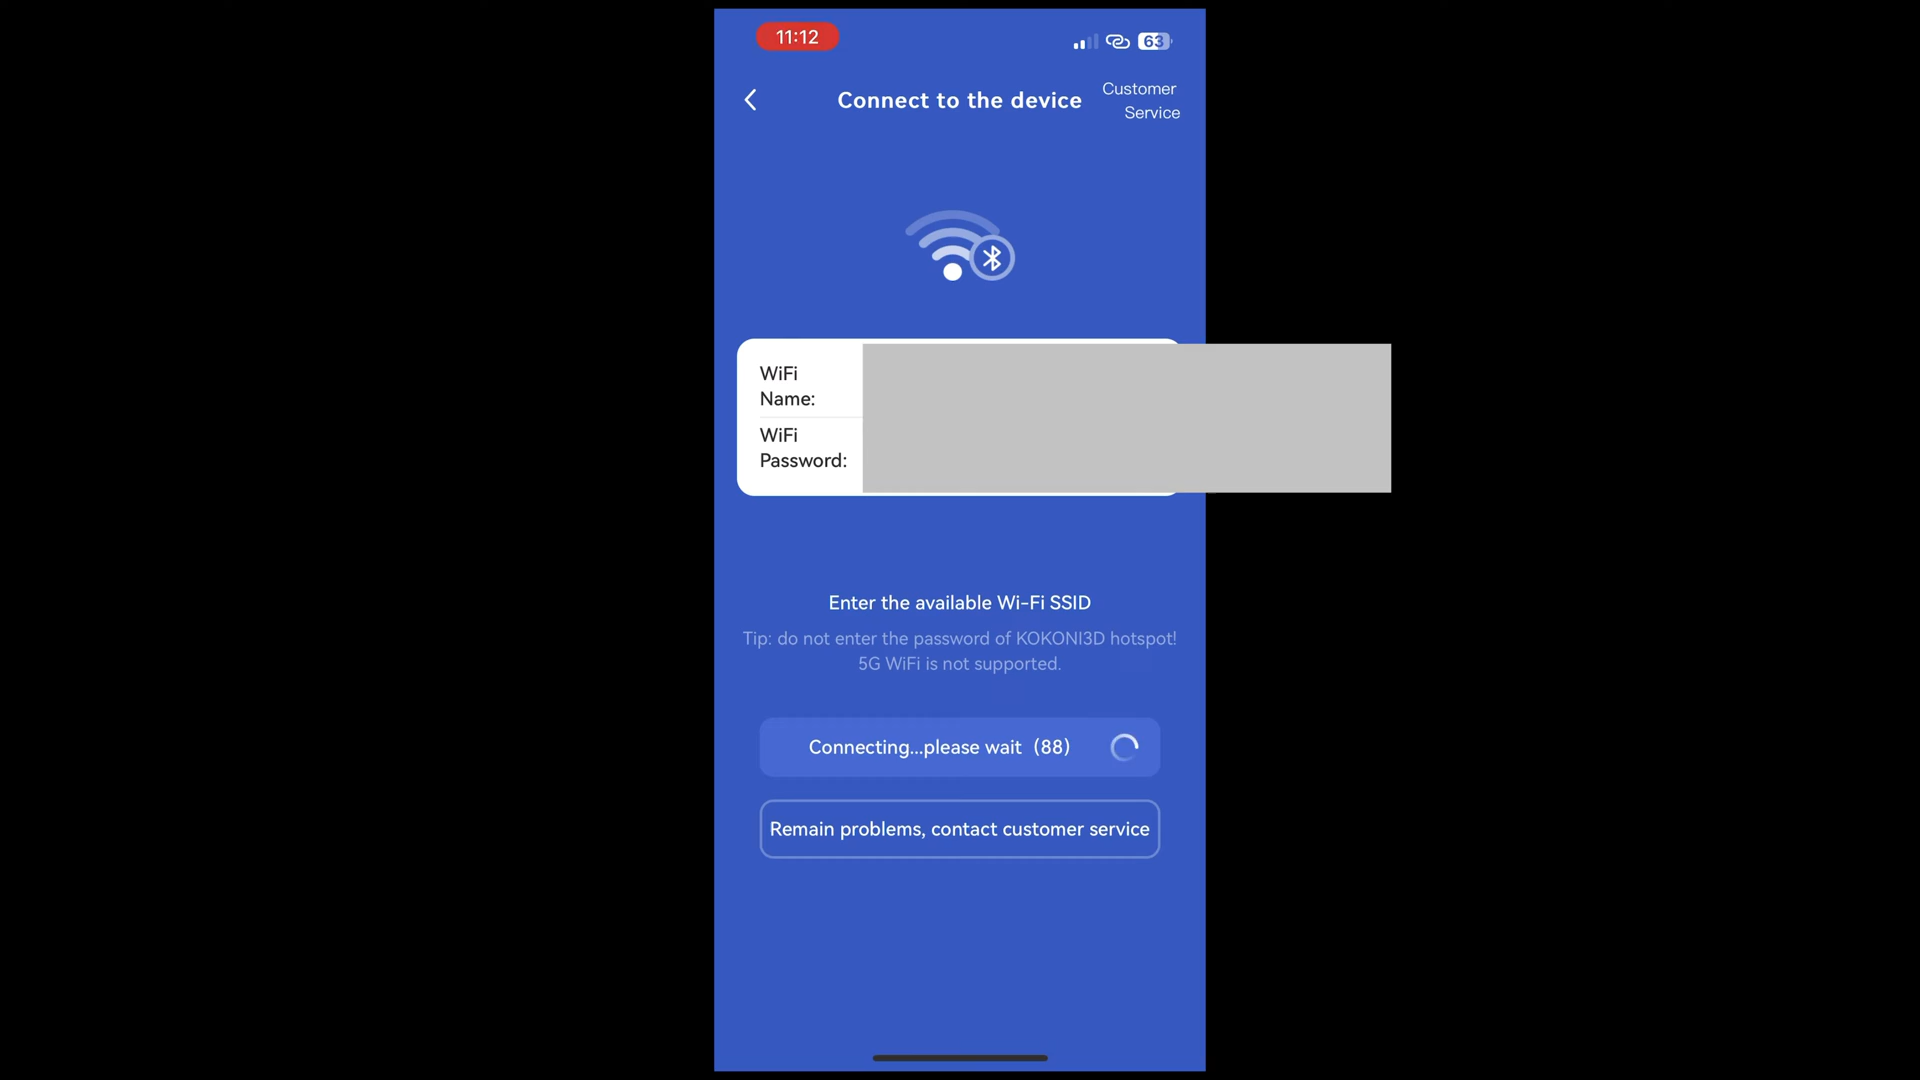 11:12
63
Connect to the device
Customer
Service
WiFi
Name:
WiFi
Password:
Enter the available Wi-Fi SSID
Tip: do not enter the password of KOKONI3D hotspot!
5G WiFi is not supported.
Connecting...please wait（88）
Remain problems, contact customer service